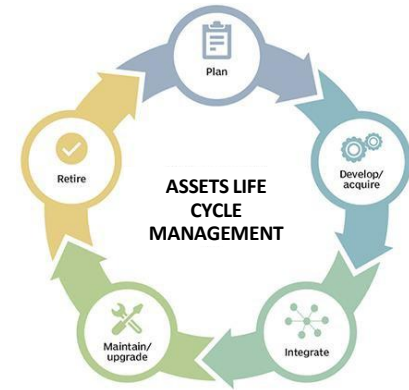 Plan
Develop/
acquire
Integrate
Maintain/
upgrade
Retire
ASSETS LIFE
CYCLE
MANAGEMENT